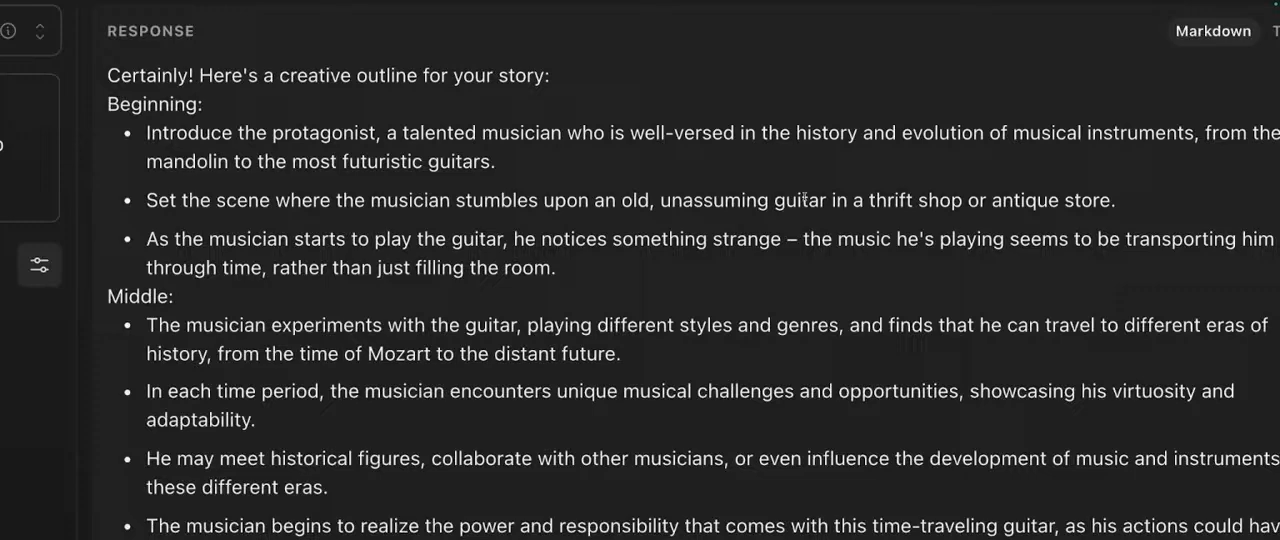 RESPONSE
Markdown
Certainly! Here's a creative outline for your story:
Beginning:
• Introduce the protagonist, a talented musician who is well-versed in the history and evolution of musical instruments, from the
mandolin to the most futuristic guitars.
• Set the scene where the musician stumbles upon an old, unassuming guitar in a thrift shop or antique store.
• As the musician starts to play the guitar, he notices something strange – the music he's playing seems to be transporting him
through time, rather than just filling the room.
Middle:
• The musician experiments with the guitar, playing different styles and genres, and finds that he can travel to different eras of
history, from the time of Mozart to the distant future.
• In each time period, the musician encounters unique musical challenges and opportunities, showcasing his virtuosity and
adaptability.
• He may meet historical figures, collaborate with other musicians, or even influence the development of music and instruments
these different eras.
• The musician begins to realize the power and responsibility that comes with this time-traveling guitar, as his actions could